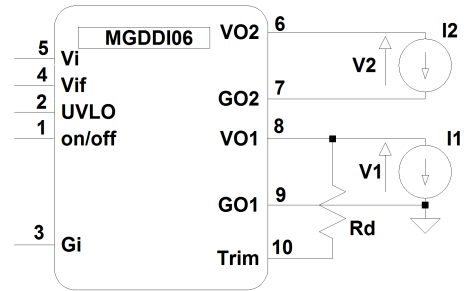 MGDDI06
5 Vi
4 Vif
2 UVLO
1 on/off
3 Gi
VO2 6
GO2 7
VO1 8
GO1 9
Trim 10
V2
I2
V1
I1
Rd